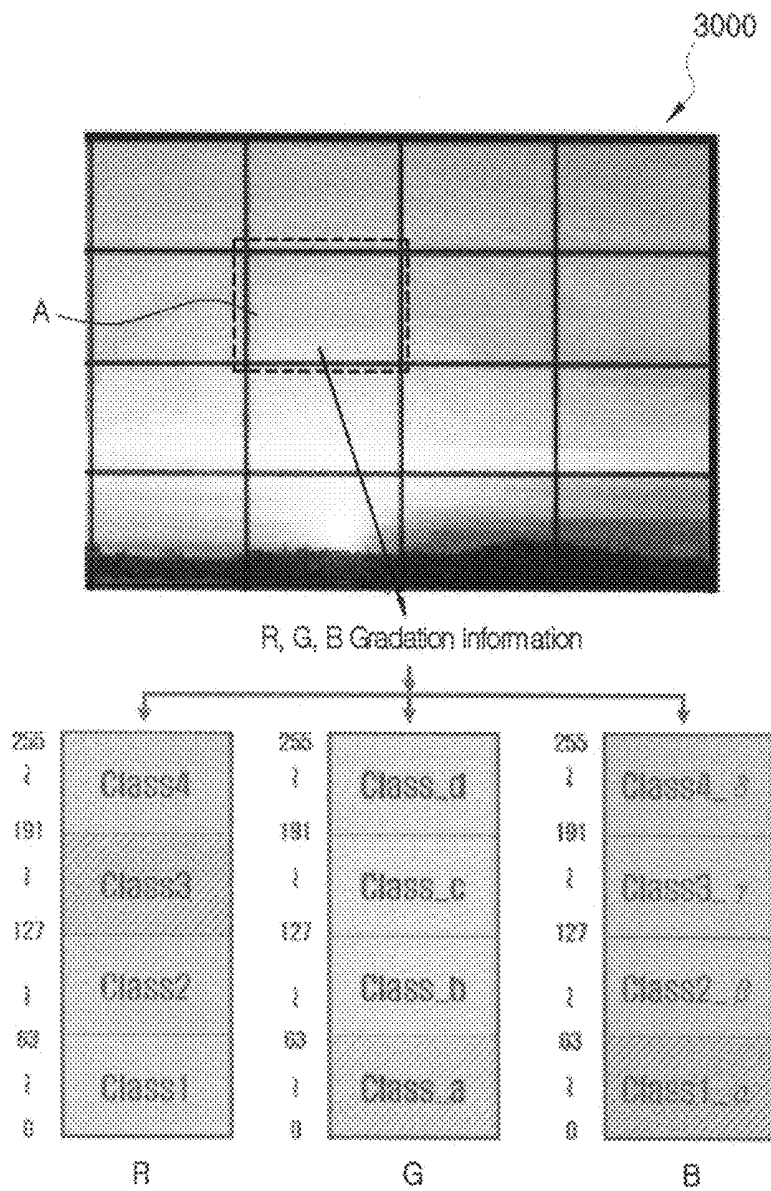 3000
A
R, G, B Gradation information
255
Class4
191
Class3
127
Class2
63
Class1
0
R
255
Class_d
191
Class_c
127
Class_b
63
Class_a
0
G
255
191
127
63
0
B